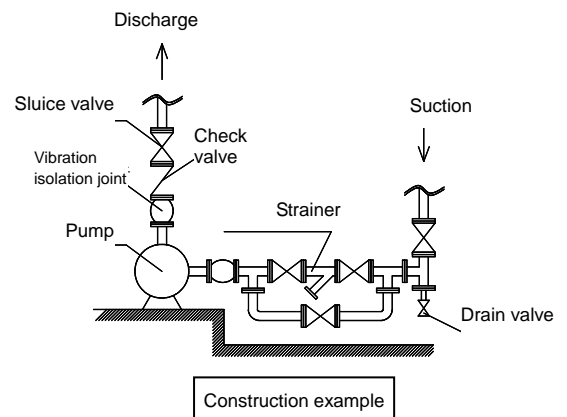 Discharge
Sluice valve
Check
valve
Suction
Vibration
isolation joint
Strainer
Pump
Drain valve
Construction example